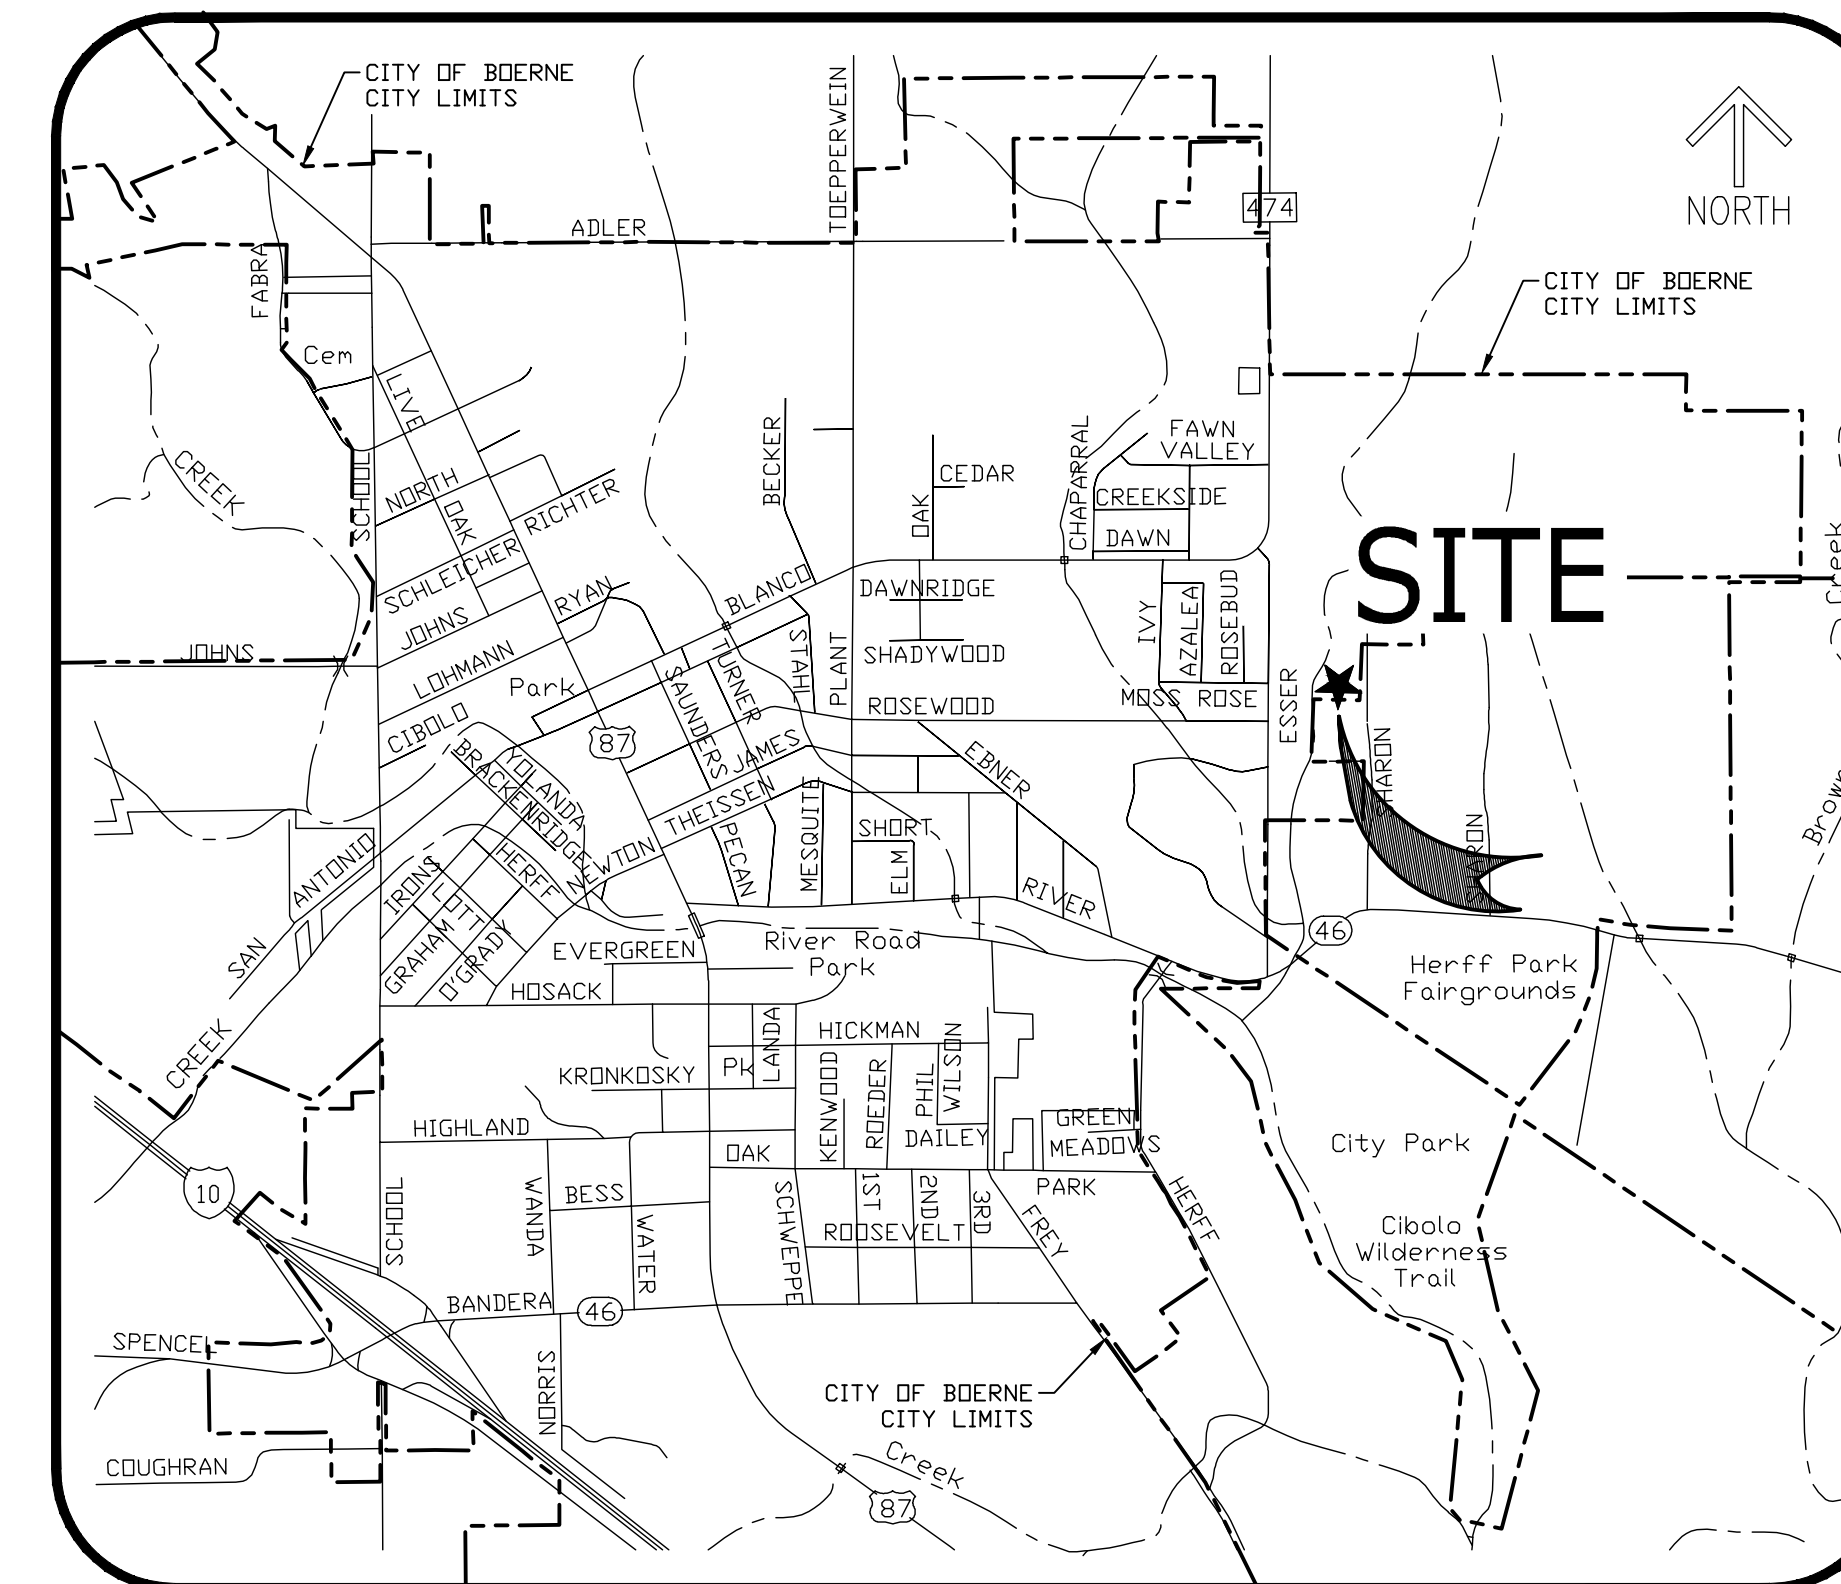 CITY OF BOERNE
CITY LIMITS
TOEPPERWEIN
474
NORTH
ADLER
FABRA
CITY OF BOERNE
CITY LIMITS
Cem
LIVE
OAK
SCHOOL
CREEK
NORTH
RICHTER
SCHLEICHER
JOHNS
RYAN
LOHMANN
CIBOLO
JOHNS
BECKER
BLANCO
OAK
CEDAR
CHAPARRAL
FAWN
VALLEY
CREEKSIDE
DAWN
SITE
Creek
DAWNRIDGE
SHADYWOOD
ROSEWOOD
IVY
AZALEA
ROSEBUD
MOSS ROSE
STAHL
PLANT
TURNER
SAUNDERS
Park
87
ESSER
SHARON
SHARON
JAMES
THEISSEN
EBNER
YOLANDA
BRACKENRIDGE
NEWTON
PECAN
MESQUITE
SHORT
ELM
RIVER
ANTONIO
SAN
IRONS
LOTT
HERFF
GRAHAM
O'GRADY
EVERGREEN
HOSACK
River Road
Park
46
Herff Park
Fairgrounds
CREEK
HICKMAN
LANDA
Pk
KRONKOSKY
KENWOOD
ROEDER
PHIL
WILSON
DAILEY
GREEN
MEADOWS
City Park
HIGHLAND
OAK
PARK
10
SCHOOL
WANDA
BESS
WATER
SCHWEPPE
1ST
2ND
3RD
ROOSEVELT
FREY
HERFF
Cibolo
Wilderness
Trail
BANDERA
46
SPENCER
NORRIS
COUGHRAN
CITY OF BOERNE
CITY LIMITS
Creek
87